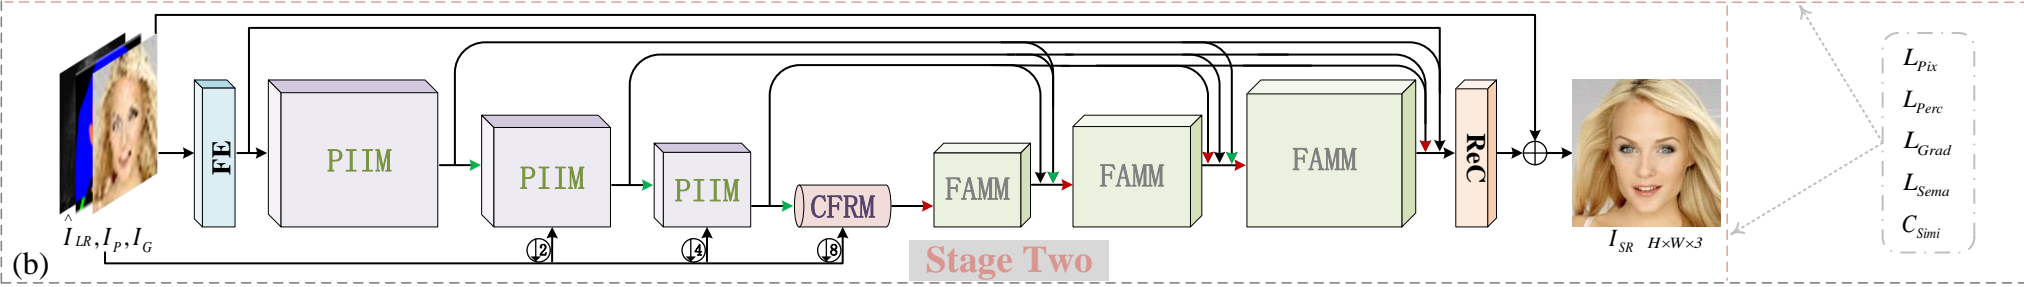 FE
PIIM
PIIM
PIIM
CFRM
FAMM
FAMM
FAMM
ReC
Î_LR, I_P, I_G
↓2
↓4
↓8
I_SR H×W×3
L_Pix
L_Perc
L_Grad
L_Sema
C_Simi
(b)
Stage Two